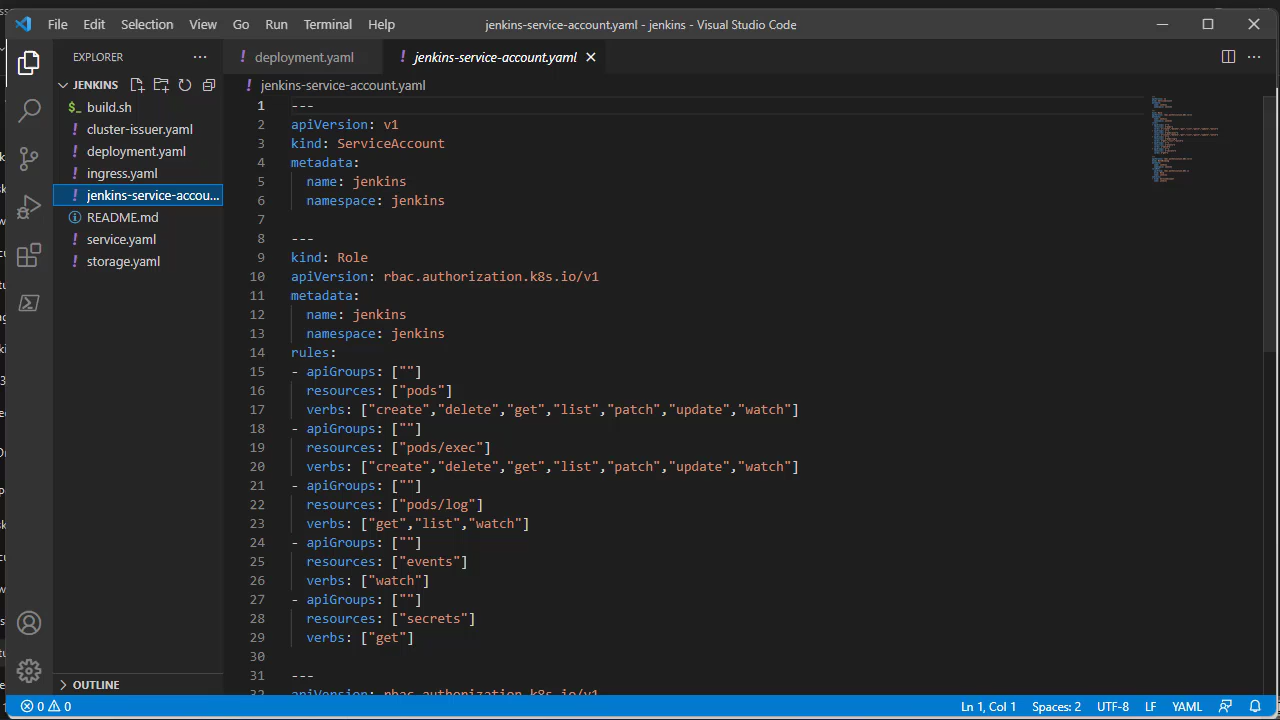 File Edit Selection View Go Run Terminal Help jenkins-service-account.yaml - jenkins - Visual Studio Code
EXPLORER
JENKINS
$_ build.sh
! cluster-issuer.yaml
! deployment.yaml
! ingress.yaml
! jenkins-service-accou...
README.md
! service.yaml
! storage.yaml
OUTLINE
! deployment.yaml ! jenkins-service-account.yaml
! jenkins-service-account.yaml
1 ---
2 apiVersion: v1
3 kind: ServiceAccount
4 metadata:
5 name: jenkins
6 namespace: jenkins
7
8 ---
9 kind: Role
10 apiVersion: rbac.authorization.k8s.io/v1
11 metadata:
12 name: jenkins
13 namespace: jenkins
14 rules:
15 - apiGroups: [""]
16 resources: ["pods"]
17 verbs: ["create","delete","get","list","patch","update","watch"]
18 - apiGroups: [""]
19 resources: ["pods/exec"]
20 verbs: ["create","delete","get","list","patch","update","watch"]
21 - apiGroups: [""]
22 resources: ["pods/log"]
23 verbs: ["get","list","watch"]
24 - apiGroups: [""]
25 resources: ["events"]
26 verbs: ["watch"]
27 - apiGroups: [""]
28 resources: ["secrets"]
29 verbs: ["get"]
30
31 ---
32 apiVersion: rbac.authorization.k8s.io/v1
0 0 Ln 1, Col 1 Spaces: 2 UTF-8 LF YAML